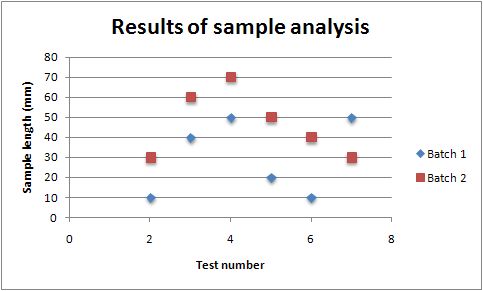 Results of sample analysis
80
70
60
50
40
30
20
10
0
Sample length (mm)
0 2 4 6 8
Test number
Batch 1
Batch 2